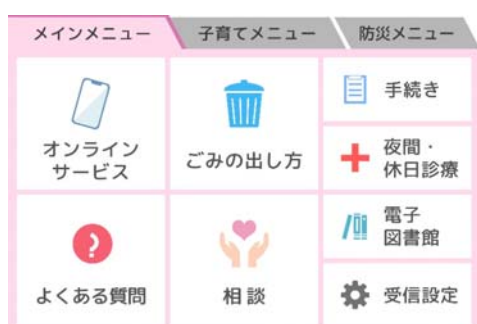 メインメニュー
子育てメニュー
防災メニュー
オンライン
サービス
ごみの出し方
手続き
夜間・
休日診療
よくある質問
相談
電子
図書館
受信設定